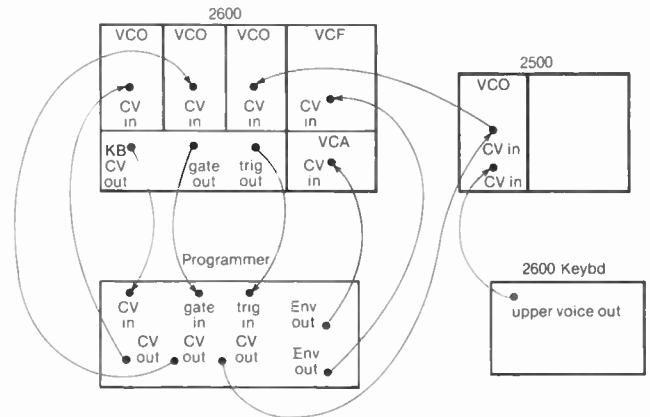 2600
VCO VCO VCO VCF
CV in CV in CV in CV in
2500
VCO
CV in
CV in
KB CV out gate out trig out
VCA
CV in
Programmer
CV in gate in trig in Env out
CV out CV out CV out Env out
2600 Keybd
upper voice out